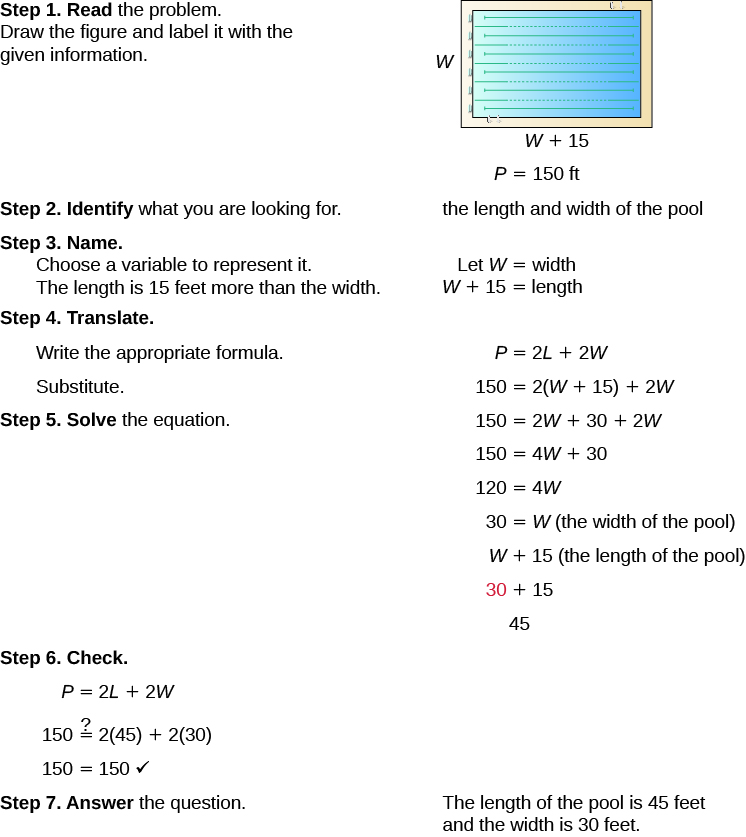 Step 1. Read the problem.
Draw the figure and label it with the
given information.
W
W + 15
P = 150 ft
Step 2. Identify what you are looking for.
the length and width of the pool
Step 3. Name.
Choose a variable to represent it.
Let W = width
The length is 15 feet more than the width.
W + 15 = length
Step 4. Translate.
Write the appropriate formula.
P = 2L + 2W
Substitute.
150 = 2(W + 15) + 2W
Step 5. Solve the equation.
150 = 2W + 30 + 2W
150 = 4W + 30
120 = 4W
30 = W (the width of the pool)
W + 15 (the length of the pool)
30 + 15
45
Step 6. Check.
P = 2L + 2W
150 ≟ 2(45) + 2(30)
150 = 150 ✓
Step 7. Answer the question.
The length of the pool is 45 feet
and the width is 30 feet.